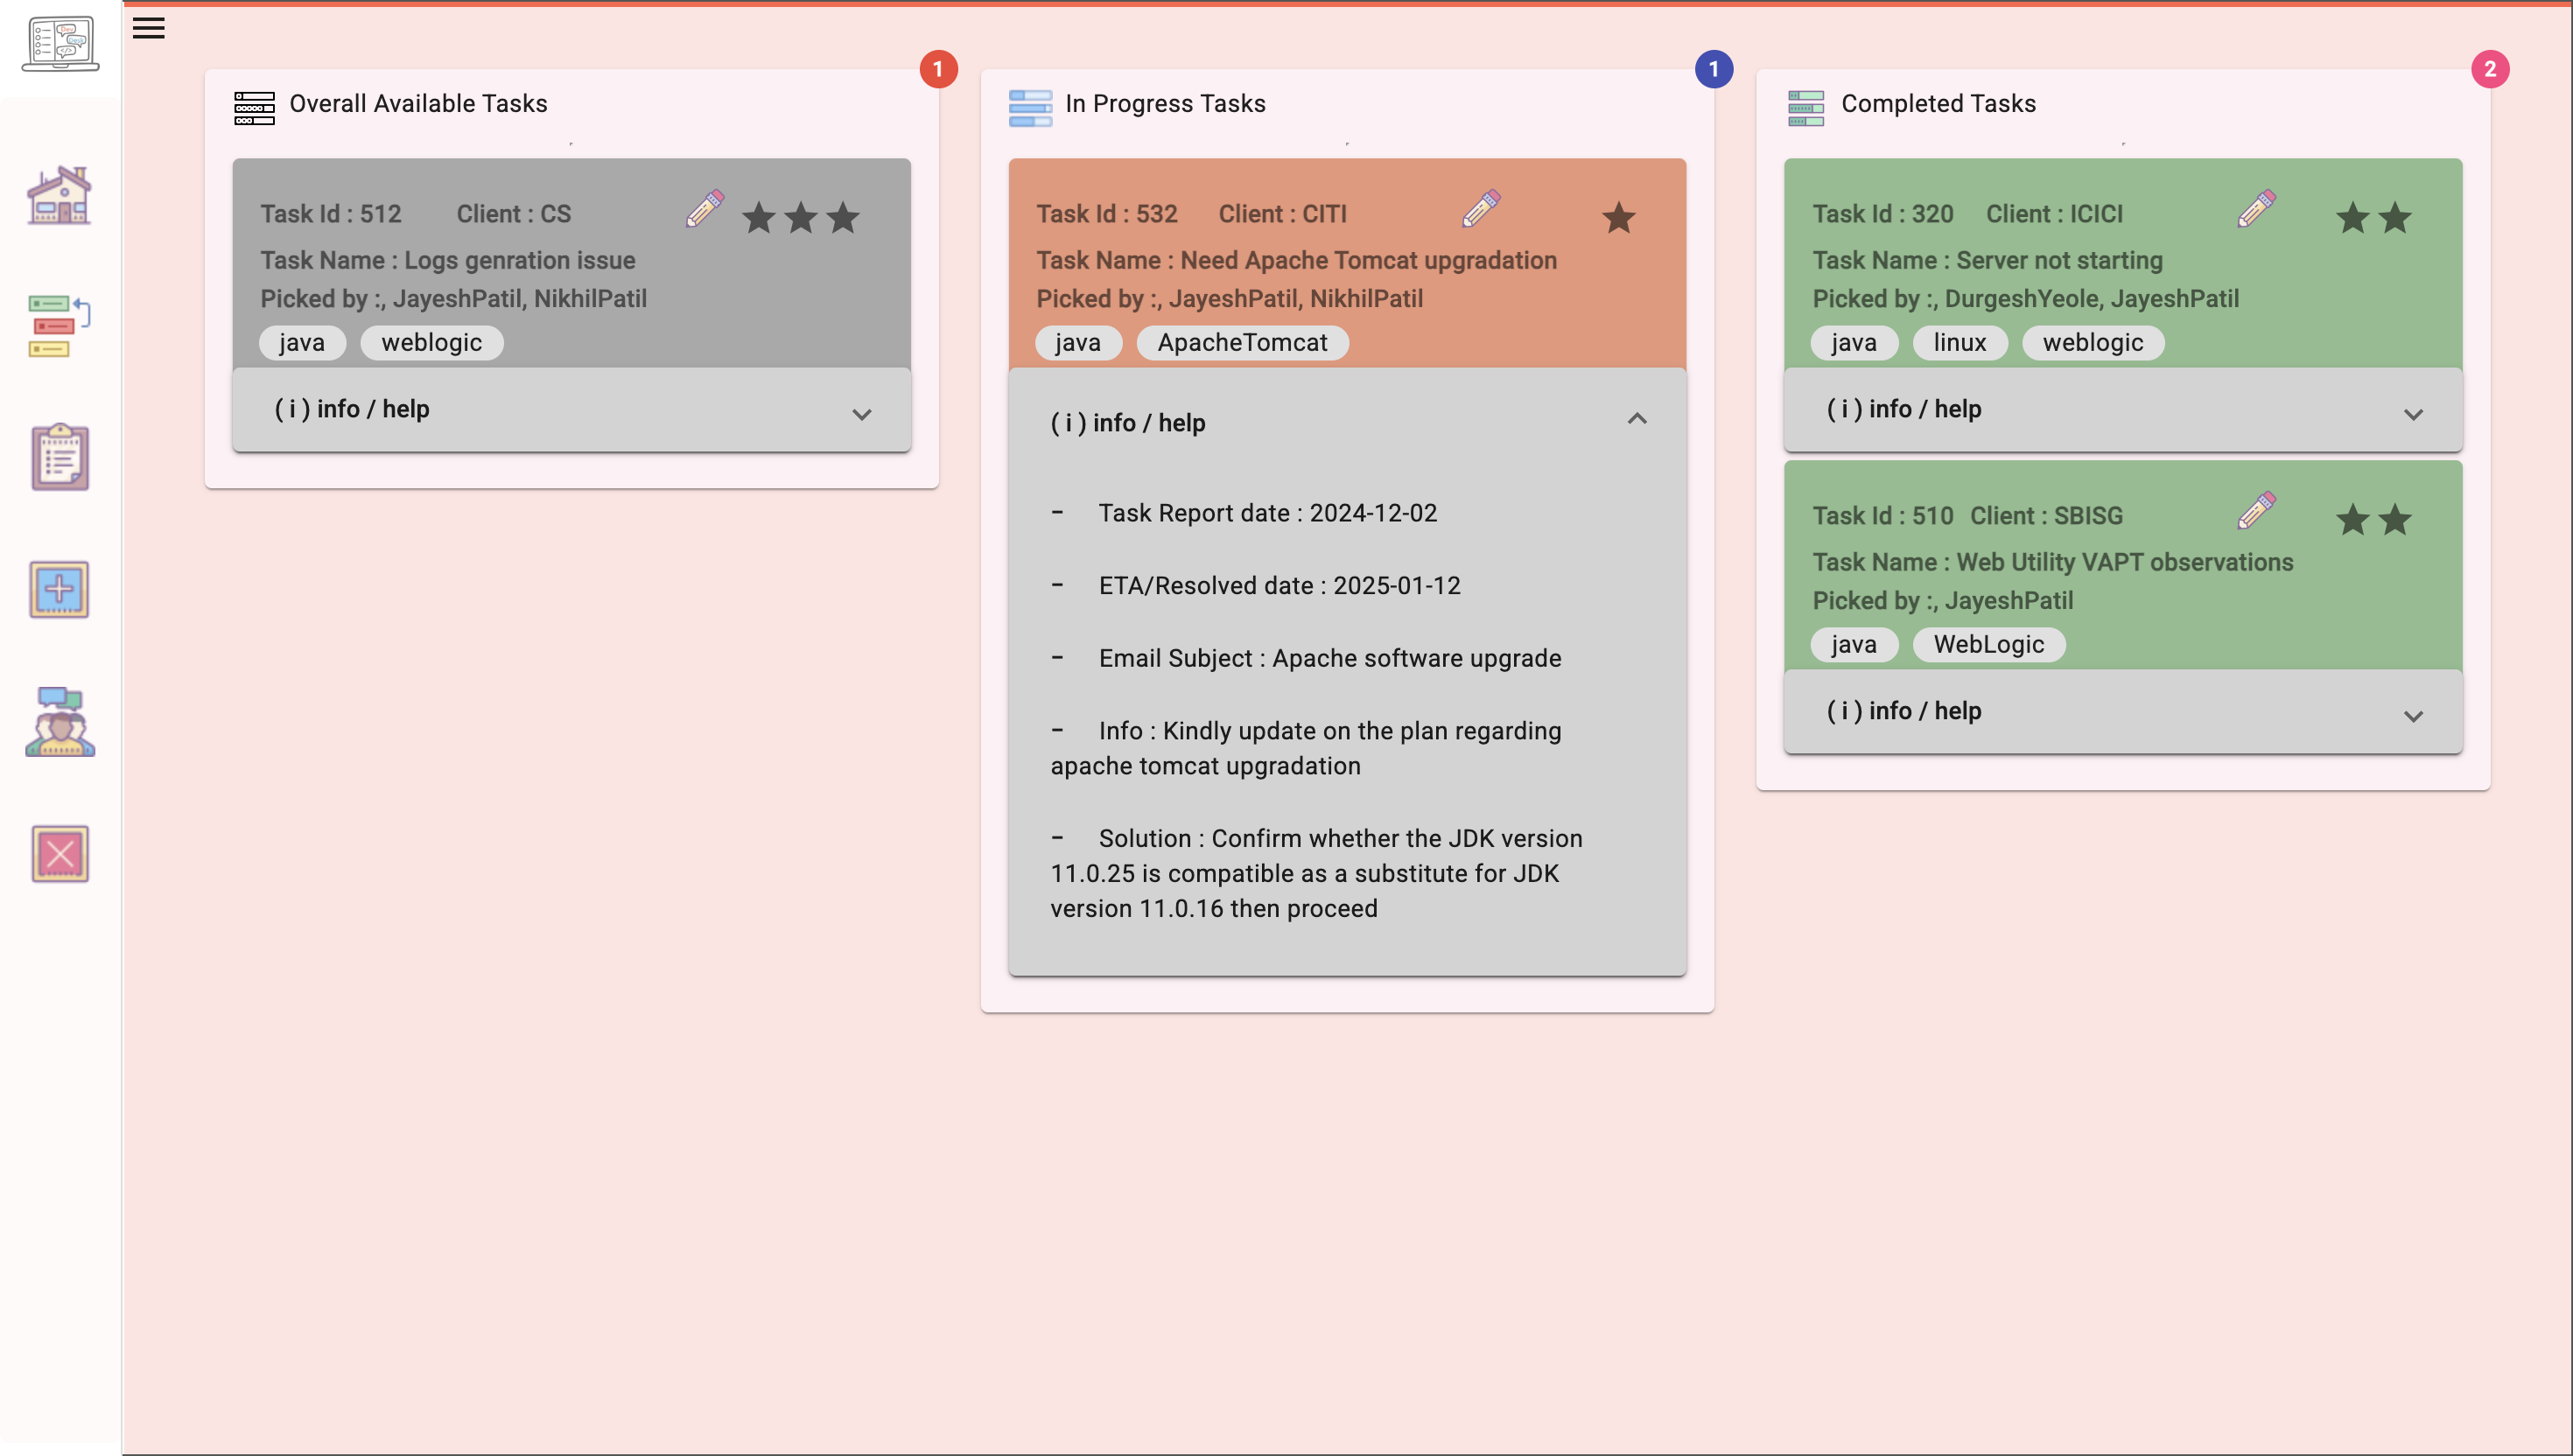 Dev
Desk
</>
1
Overall Available Tasks
Task Id : 512 Client : CS
Task Name : Logs genration issue
Picked by :, JayeshPatil, NikhilPatil
java weblogic
( i ) info / help
1
In Progress Tasks
Task Id : 532 Client : CITI
Task Name : Need Apache Tomcat upgradation
Picked by :, JayeshPatil, NikhilPatil
java ApacheTomcat
( i ) info / help
- Task Report date : 2024-12-02
- ETA/Resolved date : 2025-01-12
- Email Subject : Apache software upgrade
- Info : Kindly update on the plan regarding
apache tomcat upgradation
- Solution : Confirm whether the JDK version
11.0.25 is compatible as a substitute for JDK
version 11.0.16 then proceed
2
Completed Tasks
Task Id : 320 Client : ICICI
Task Name : Server not starting
Picked by :, DurgeshYeole, JayeshPatil
java linux weblogic
( i ) info / help
Task Id : 510 Client : SBISG
Task Name : Web Utility VAPT observations
Picked by :, JayeshPatil
java WebLogic
( i ) info / help